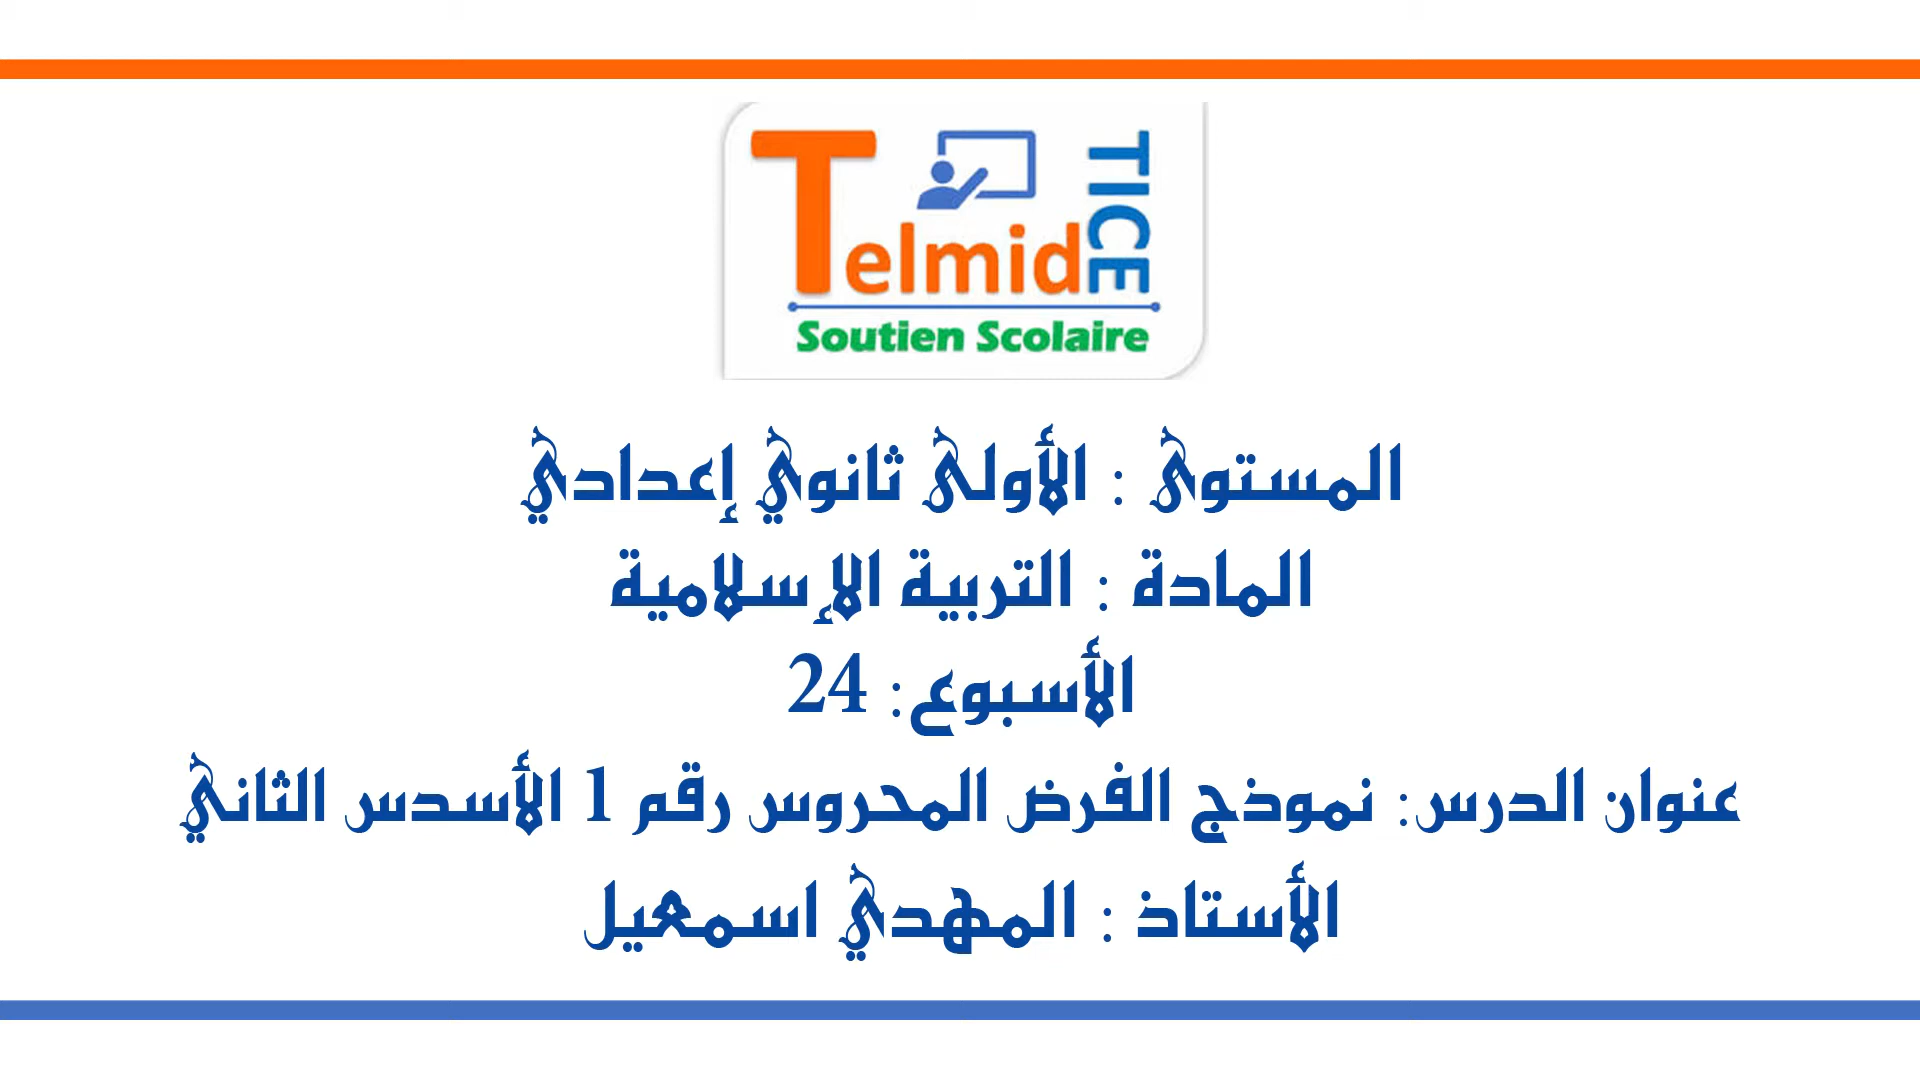 Telmid TICE
Soutien Scolaire
المستوى : الأولى ثانوي إعدادي
المادة : التربية الإسلامية
الأسبوع: 24
عنوان الدرس: نموذج الفرض المحروس رقم 1 الأسدس الثاني
الأستاذ : المهدي اسمعيل